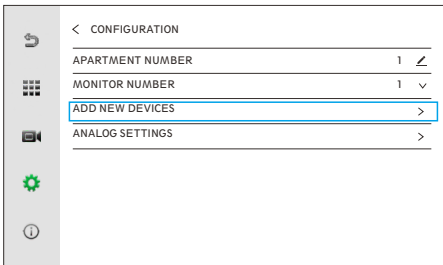 < CONFIGURATION
APARTMENT NUMBER 1
MONITOR NUMBER 1
ADD NEW DEVICES >
ANALOG SETTINGS >